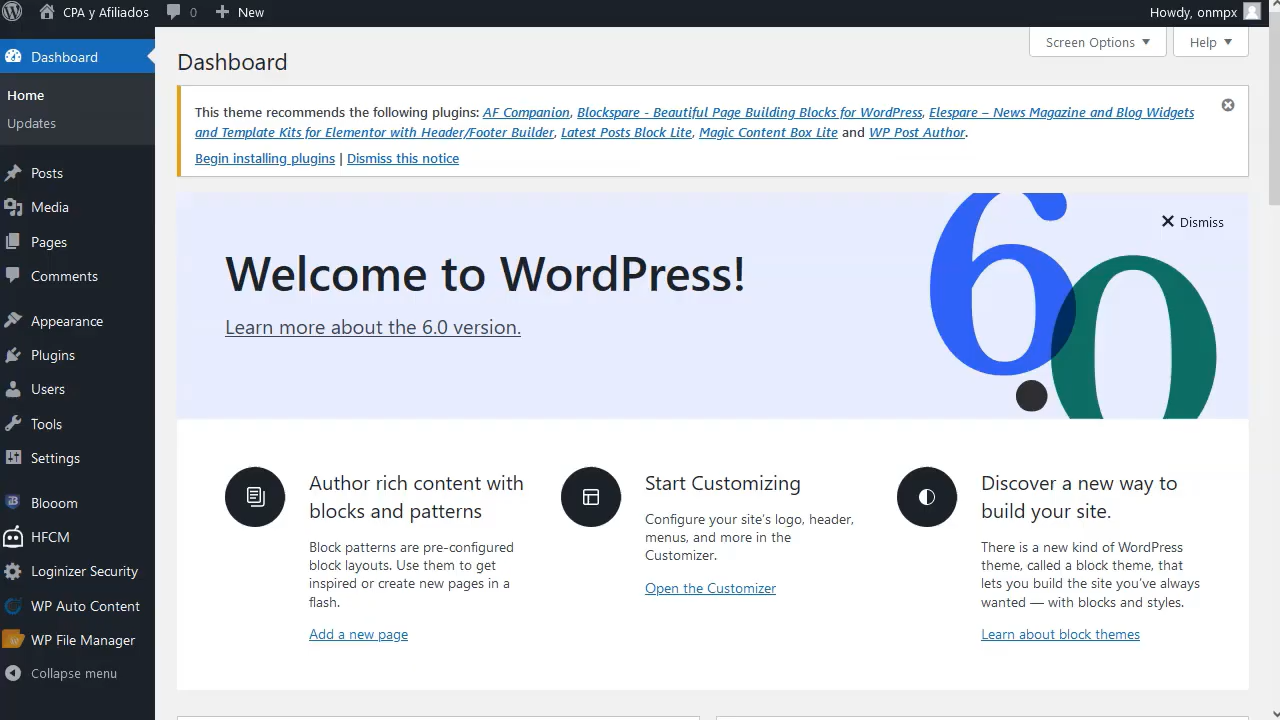 CPA y Afiliados 0 New Howdy, onmpx
Dashboard
Home
Updates
Posts
Media
Pages
Comments
Appearance
Plugins
Users
Tools
Settings
Blooom
HFCM
Loginizer Security
WP Auto Content
WP File Manager
Collapse menu
Screen Options Help
Dashboard
This theme recommends the following plugins: AF Companion, Blockspare - Beautiful Page Building Blocks for WordPress, Elespare – News Magazine and Blog Widgets
and Template Kits for Elementor with Header/Footer Builder, Latest Posts Block Lite, Magic Content Box Lite and WP Post Author.
Begin installing plugins | Dismiss this notice
Dismiss
Welcome to WordPress!
Learn more about the 6.0 version.
6.0
Author rich content with
blocks and patterns
Block patterns are pre-configured
block layouts. Use them to get
inspired or create new pages in a
flash.
Add a new page
Start Customizing
Configure your site's logo, header,
menus, and more in the
Customizer.
Open the Customizer
Discover a new way to
build your site.
There is a new kind of WordPress
theme, called a block theme, that
lets you build the site you've always
wanted — with blocks and styles.
Learn about block themes